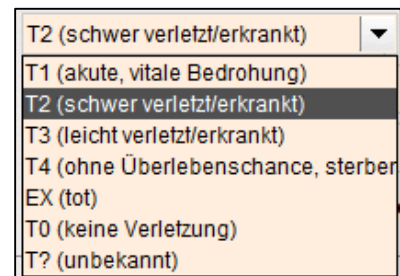 T2 (schwer verletzt/erkrankt)
T1 (akute, vitale Bedrohung)
T2 (schwer verletzt/erkrankt)
T3 (leicht verletzt/erkrankt)
T4 (ohne Überlebenschance, sterben
EX (tot)
T0 (keine Verletzung)
T? (unbekannt)